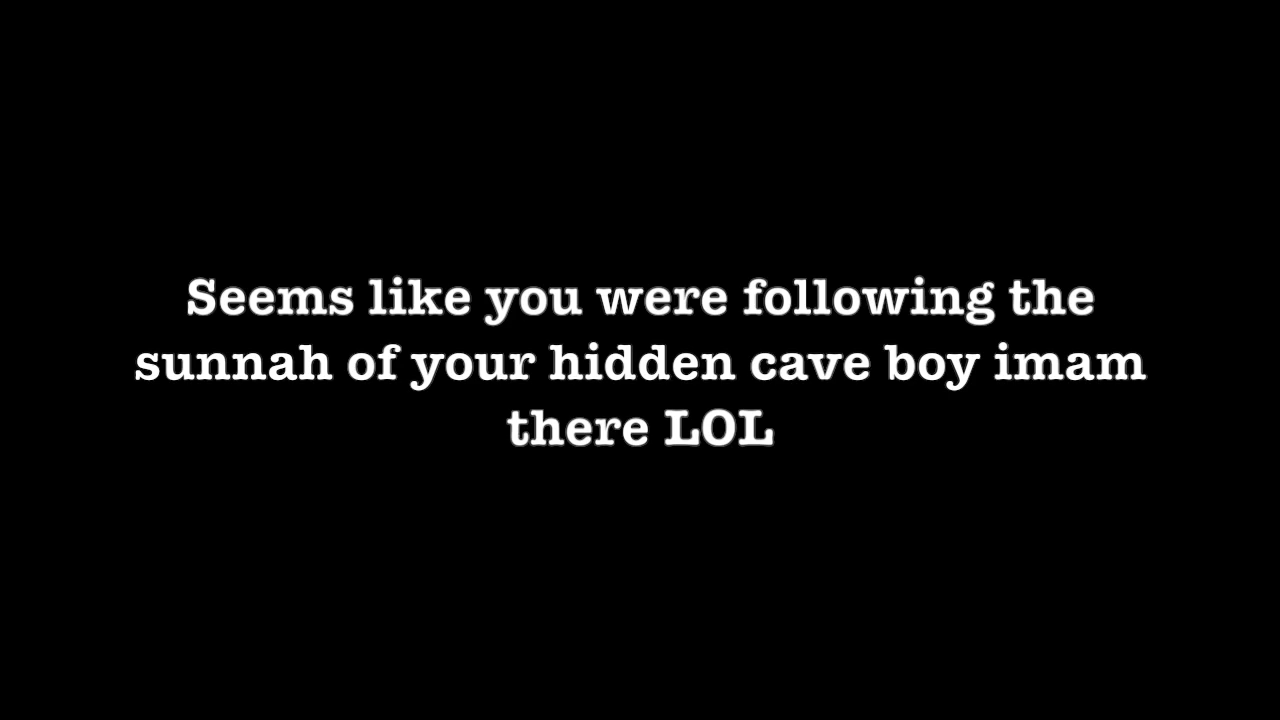 Seems like you were following the
sunnah of your hidden cave boy imam
there LOL